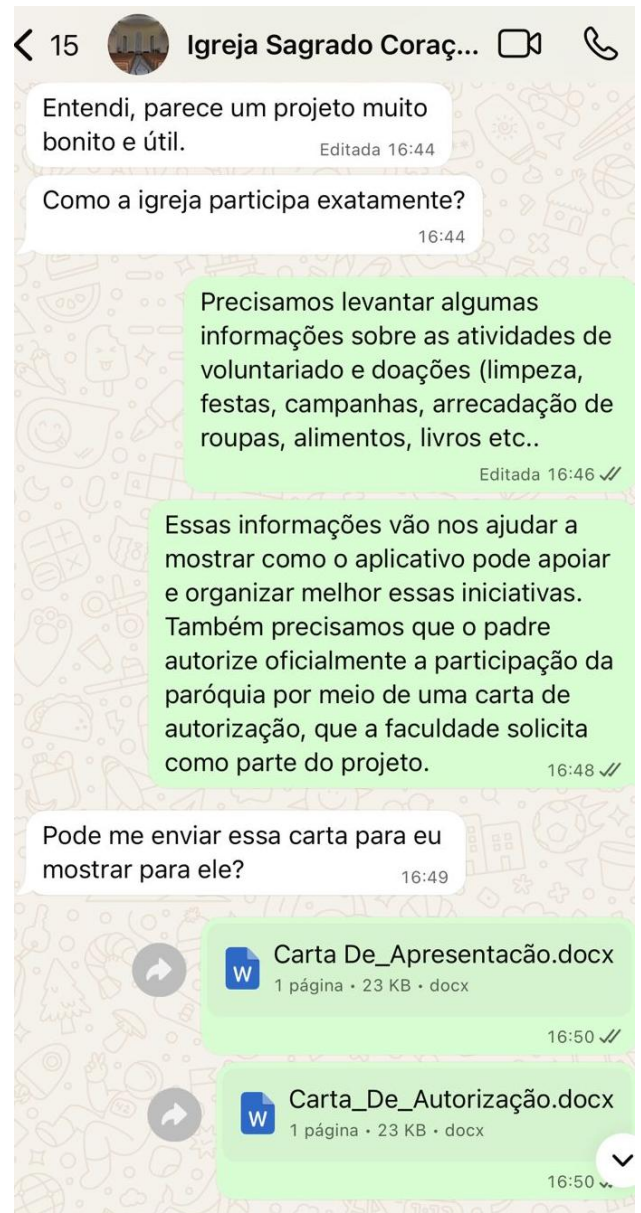 15
Igreja Sagrado Coraç...
Entendi, parece um projeto muito
bonito e útil.
Editada 16:44
Como a igreja participa exatamente?
16:44
Precisamos levantar algumas
informações sobre as atividades de
voluntariado e doações (limpeza,
festas, campanhas, arrecadação de
roupas, alimentos, livros etc..
Editada 16:46
Essas informações vão nos ajudar a
mostrar como o aplicativo pode apoiar
e organizar melhor essas iniciativas.
Também precisamos que o padre
autorize oficialmente a participação da
paróquia por meio de uma carta de
autorização, que a faculdade solicita
como parte do projeto.
16:48
Pode me enviar essa carta para eu
mostrar para ele?
16:49
W
Carta De_Apresentacão.docx
1 página • 23 KB • docx
16:50
W
Carta_De_Autorização.docx
1 página • 23 KB • docx
16:50